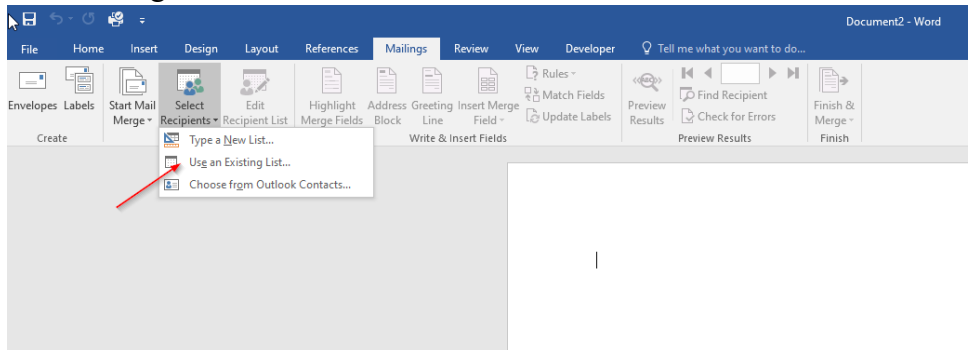 Document2 - Word
File Home Insert Design Layout References Mailings Review View Developer Tell me what you want to do...
Envelopes Labels Start Mail Merge Select Recipients Edit Recipient List Highlight Merge Fields Address Block Greeting Line Insert Merge Field Rules Match Fields Update Labels Preview Results Find Recipient Check for Errors Finish & Merge
Create Write & Insert Fields Preview Results Finish
Type a New List...
Use an Existing List...
Choose from Outlook Contacts...